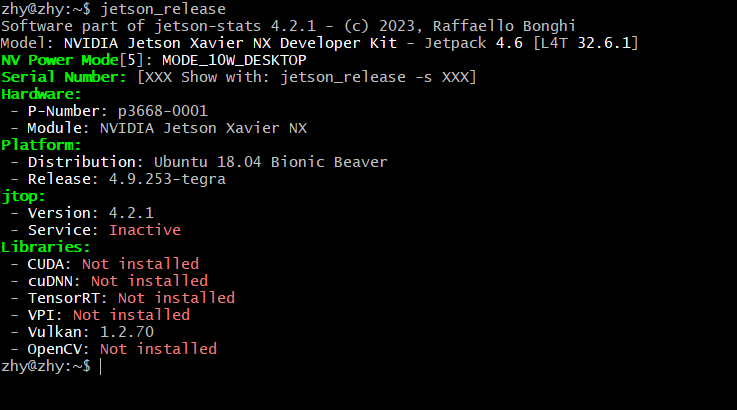 zhy@zhy:~$ jetson_release
Software part of jetson-stats 4.2.1 - (c) 2023, Raffaello Bonghi
Model: NVIDIA Jetson Xavier NX Developer Kit - Jetpack 4.6 [L4T 32.6.1]
NV Power Mode[5]: MODE_10W_DESKTOP
Serial Number: [XXX Show with: jetson_release -s XXX]
Hardware:
 - P-Number: p3668-0001
 - Module: NVIDIA Jetson Xavier NX
Platform:
 - Distribution: Ubuntu 18.04 Bionic Beaver
 - Release: 4.9.253-tegra
jtop:
 - Version: 4.2.1
 - Service: Inactive
Libraries:
 - CUDA: Not installed
 - cuDNN: Not installed
 - TensorRT: Not installed
 - VPI: Not installed
 - Vulkan: 1.2.70
 - OpenCV: Not installed
zhy@zhy:~$